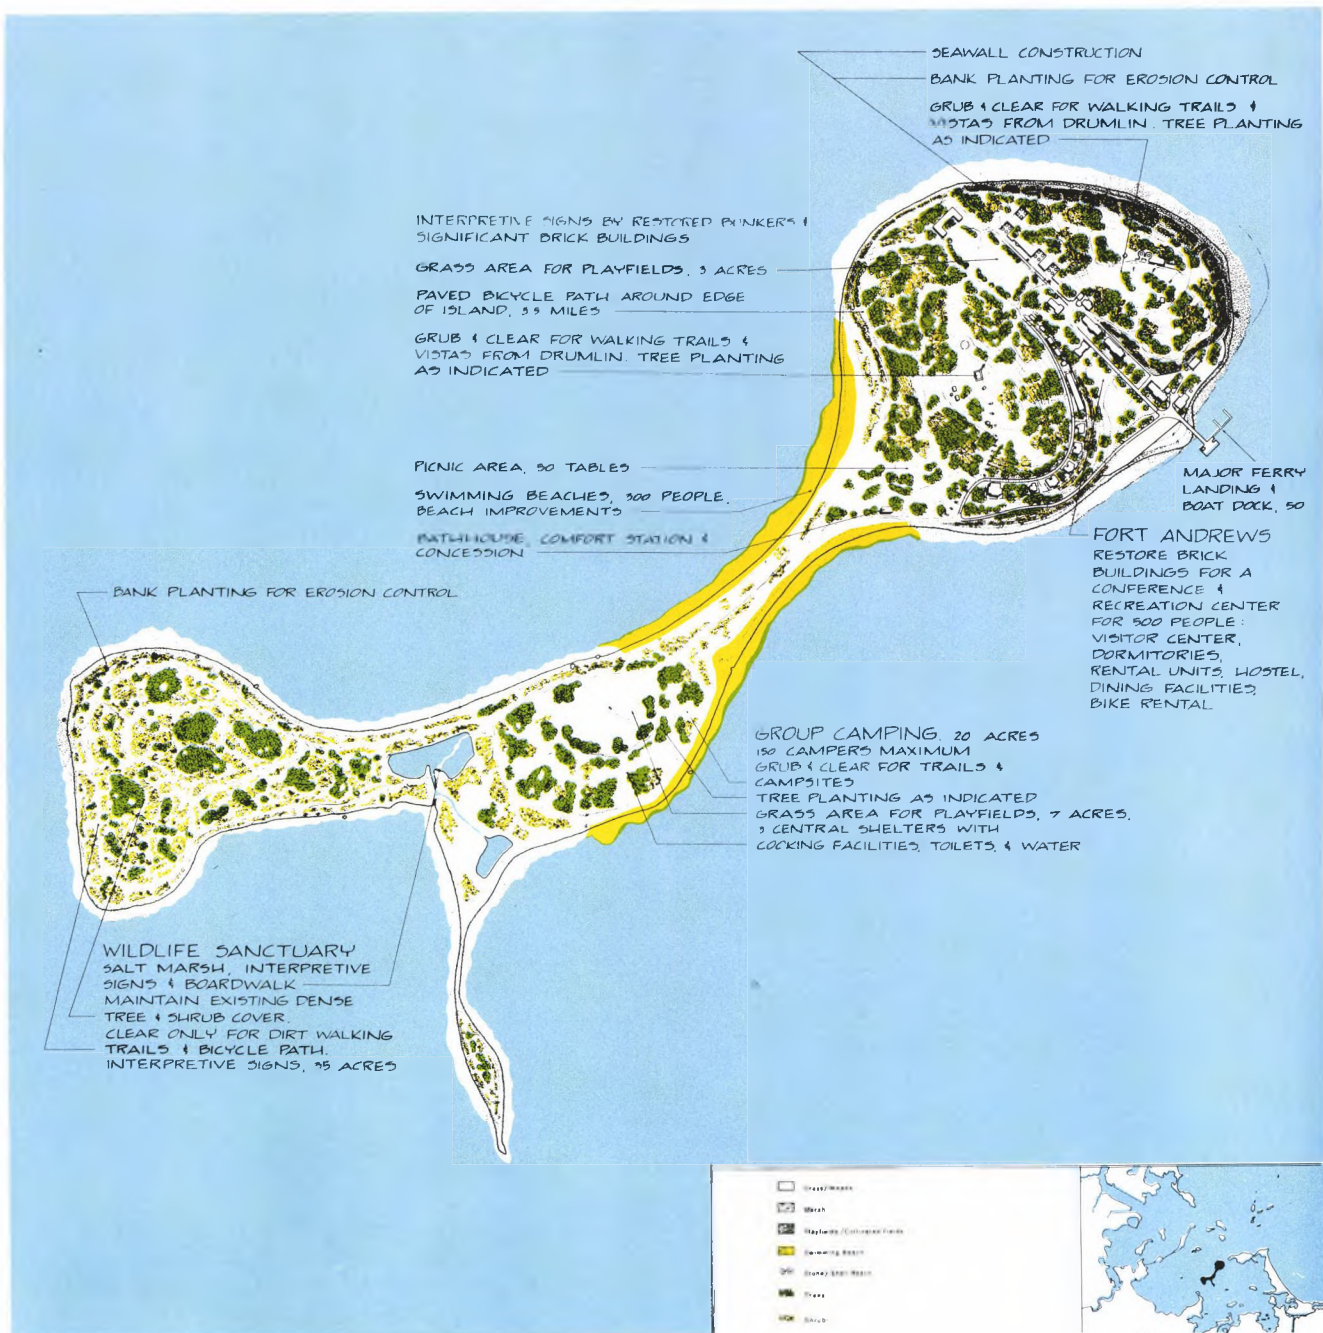 SEAWALL CONSTRUCTION
BANK PLANTING FOR EROSION CONTROL
GRUB & CLEAR FOR WALKING TRAILS &
VISTAS FROM DRUMLIN. TREE PLANTING
AS INDICATED
INTERPRETIVE SIGNS BY RESTORED BUNKERS &
SIGNIFICANT BRICK BUILDINGS
GRASS AREA FOR PLAYFIELDS, 3 ACRES
PAVED BICYCLE PATH AROUND EDGE
OF ISLAND, 3.5 MILES
GRUB & CLEAR FOR WALKING TRAILS &
VISTAS FROM DRUMLIN. TREE PLANTING
AS INDICATED
PICNIC AREA, 50 TABLES
SWIMMING BEACHES, 300 PEOPLE,
BEACH IMPROVEMENTS
BATHHOUSE, COMFORT STATION &
CONCESSION
MAJOR FERRY
LANDING &
BOAT DOCK, 50
FORT ANDREWS
RESTORE BRICK
BUILDINGS FOR A
CONFERENCE &
RECREATION CENTER
FOR 500 PEOPLE:
VISITOR CENTER,
DORMITORIES,
RENTAL UNITS, HOSTEL,
DINING FACILITIES,
BIKE RENTAL
BANK PLANTING FOR EROSION CONTROL
GROUP CAMPING. 20 ACRES
150 CAMPERS MAXIMUM
GRUB & CLEAR FOR TRAILS &
CAMPSITES
TREE PLANTING AS INDICATED
GRASS AREA FOR PLAYFIELDS, 7 ACRES,
3 CENTRAL SHELTERS WITH
COOKING FACILITIES, TOILETS, & WATER
WILDLIFE SANCTUARY
SALT MARSH, INTERPRETIVE
SIGNS & BOARDWALK
MAINTAIN EXISTING DENSE
TREE & SHRUB COVER.
CLEAR ONLY FOR DIRT WALKING
TRAILS & BICYCLE PATH.
INTERPRETIVE SIGNS, 35 ACRES
Marsh
Swimming Beach
Trees
Shrub